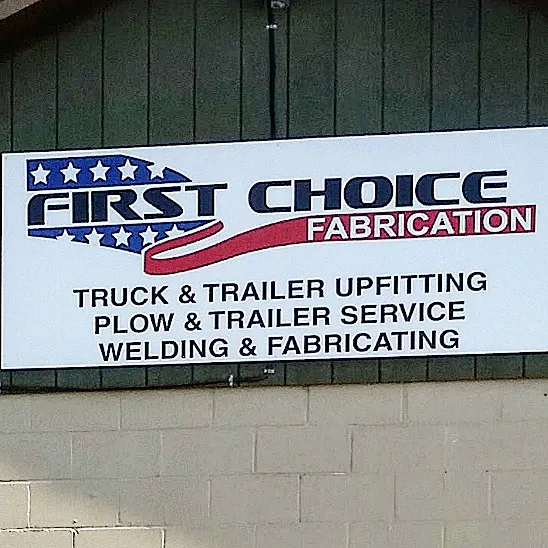 FIRST CHOICE
FABRICATION
TRUCK & TRAILER UPFITTING
PLOW & TRAILER SERVICE
WELDING & FABRICATING